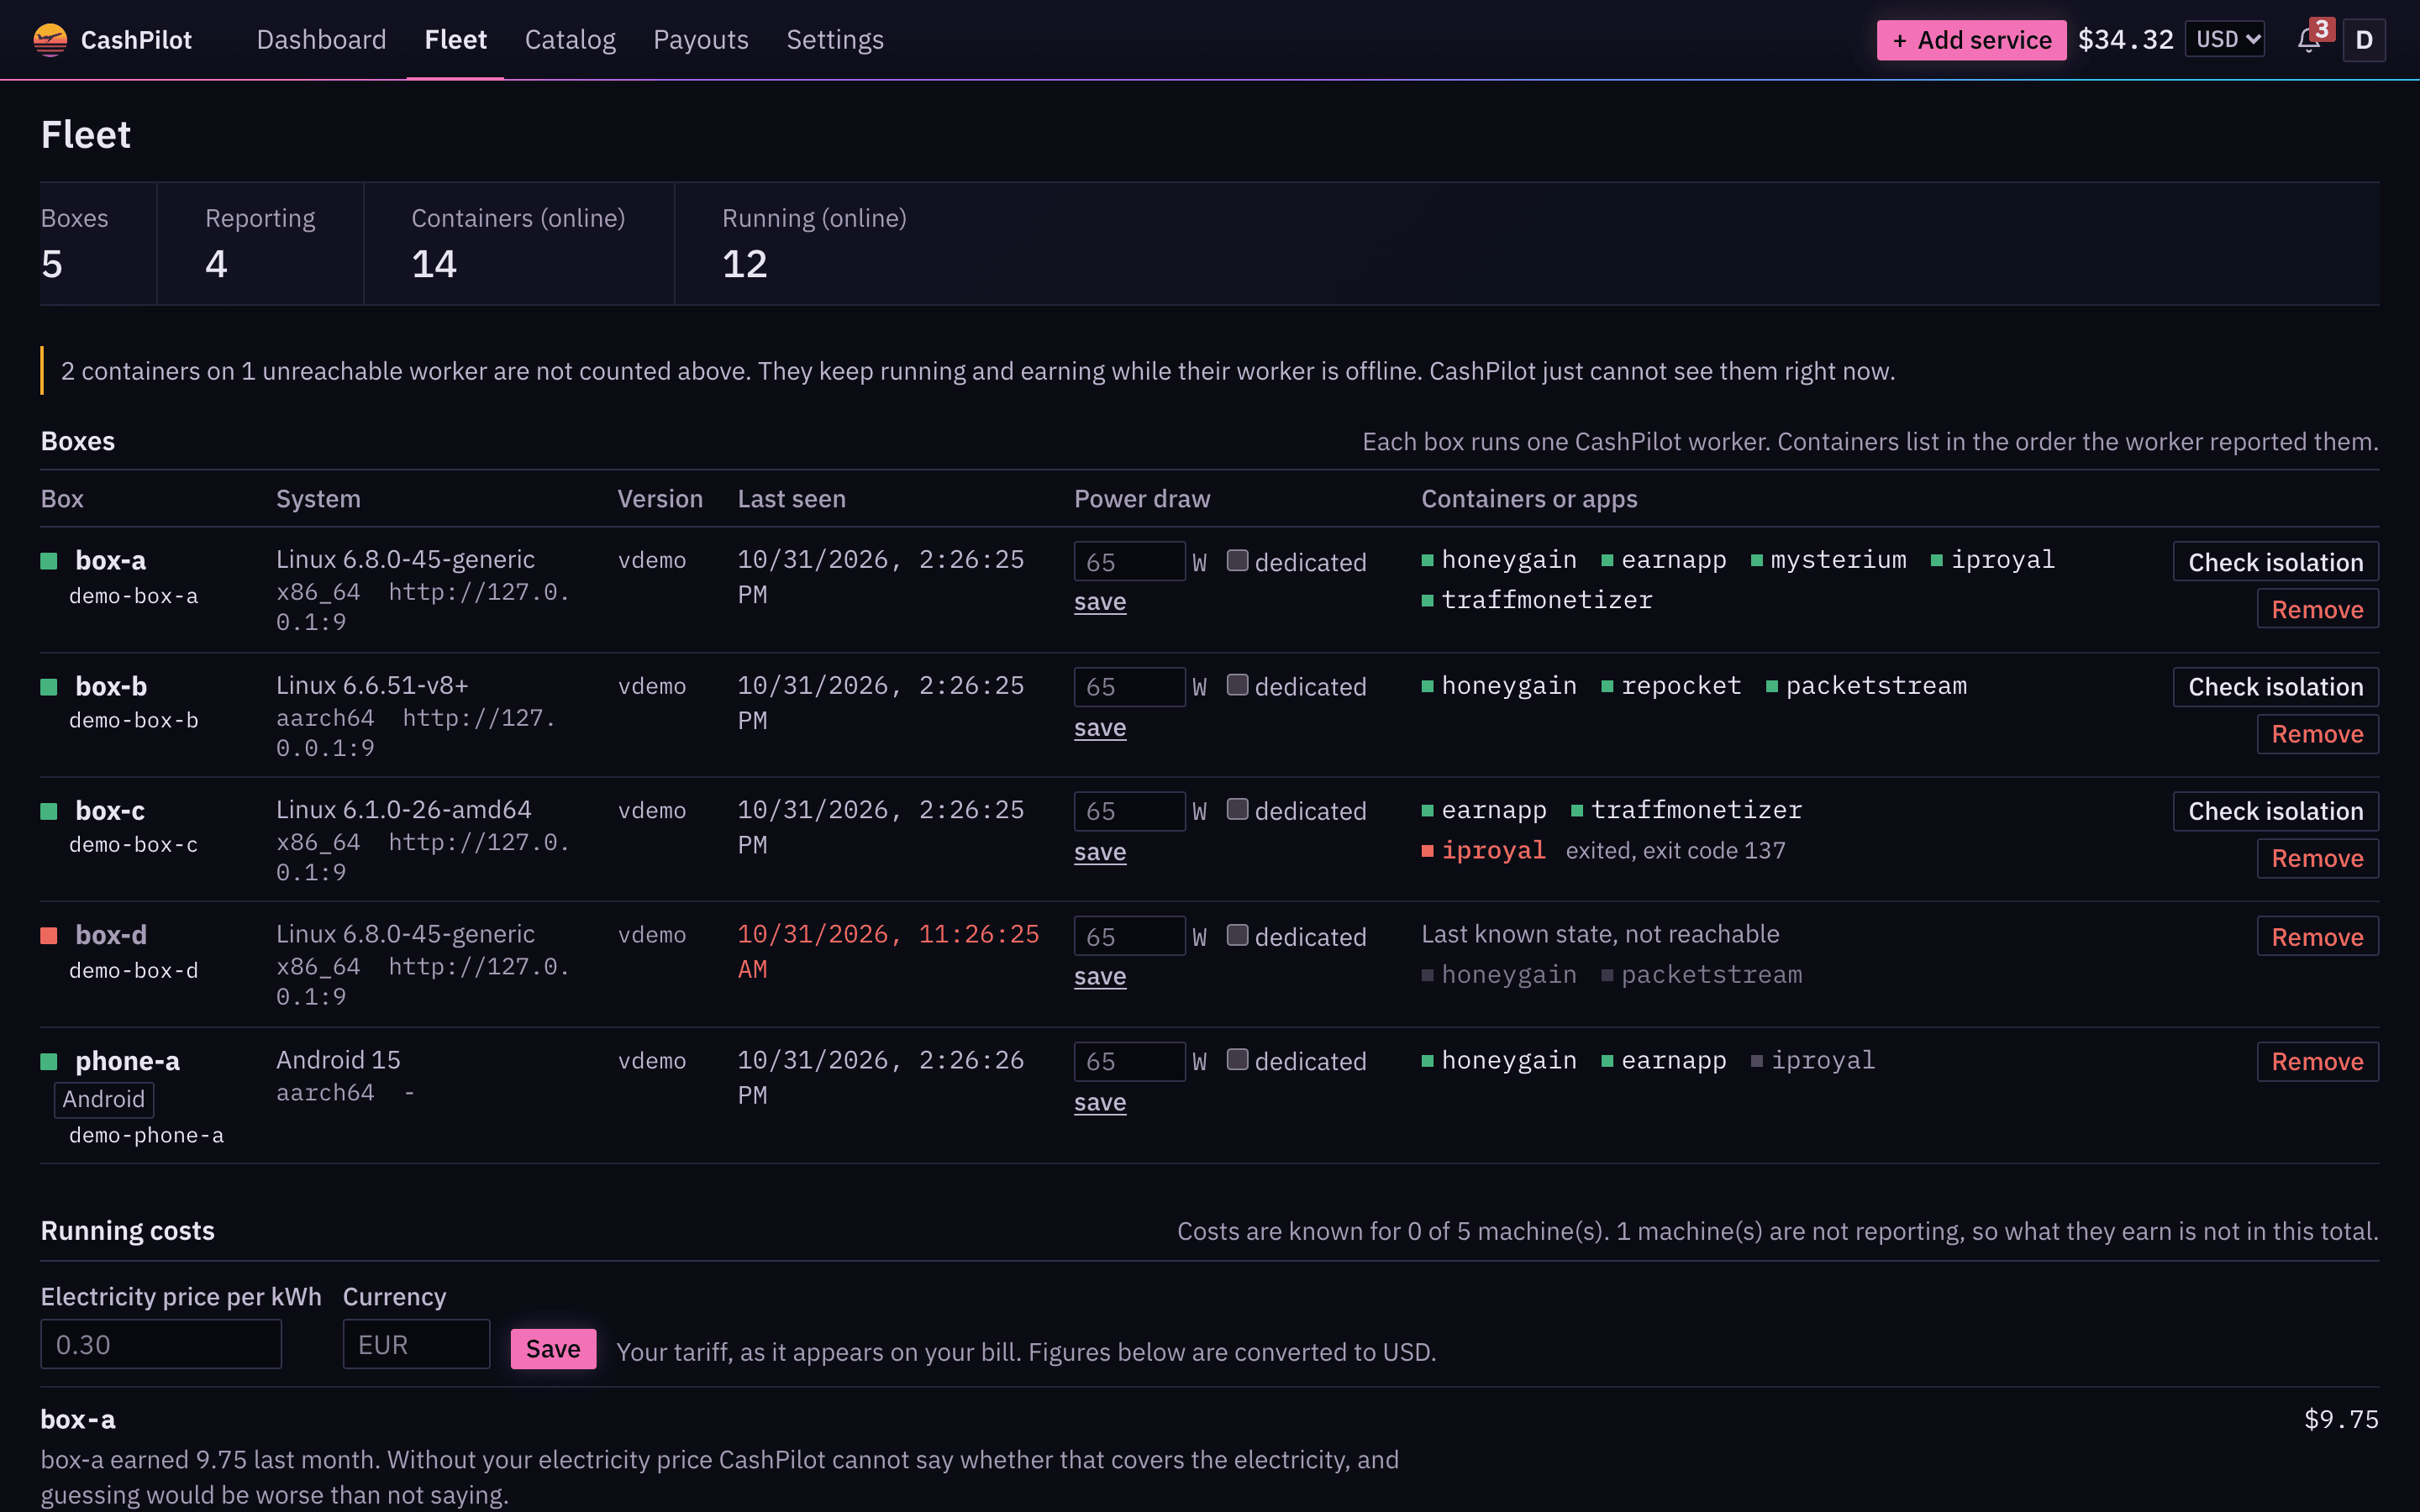 CashPilot Dashboard Fleet Catalog Payouts Settings + Add service $34.32 USD 3 D
Fleet
Boxes Reporting Containers (online) Running (online)
5 4 14 12
2 containers on 1 unreachable worker are not counted above. They keep running and earning while their worker is offline. CashPilot just cannot see them right now.
Boxes Each box runs one CashPilot worker. Containers list in the order the worker reported them.
Box System Version Last seen Power draw Containers or apps
box-a Linux 6.8.0-45-generic vdemo 10/31/2026, 2:26:25 65 W dedicated honeygain earnapp mysterium iproyal Check isolation
demo-box-a x86_64 http://127.0. PM save traffmonetizer Remove
0.1:9
box-b Linux 6.6.51-v8+ vdemo 10/31/2026, 2:26:25 65 W dedicated honeygain repocket packetstream Check isolation
demo-box-b aarch64 http://127. PM save Remove
0.0.1:9
box-c Linux 6.1.0-26-amd64 vdemo 10/31/2026, 2:26:25 65 W dedicated earnapp traffmonetizer Check isolation
demo-box-c x86_64 http://127.0. PM save iproyal exited, exit code 137 Remove
0.1:9
box-d Linux 6.8.0-45-generic vdemo 10/31/2026, 11:26:25 65 W dedicated Last known state, not reachable Remove
demo-box-d x86_64 http://127.0. AM save honeygain packetstream
0.1:9
phone-a Android 15 vdemo 10/31/2026, 2:26:26 65 W dedicated honeygain earnapp iproyal Remove
Android aarch64 - PM save
demo-phone-a
Running costs Costs are known for 0 of 5 machine(s). 1 machine(s) are not reporting, so what they earn is not in this total.
Electricity price per kWh Currency
0.30 EUR Save Your tariff, as it appears on your bill. Figures below are converted to USD.
box-a $9.75
box-a earned 9.75 last month. Without your electricity price CashPilot cannot say whether that covers the electricity, and
guessing would be worse than not saying.